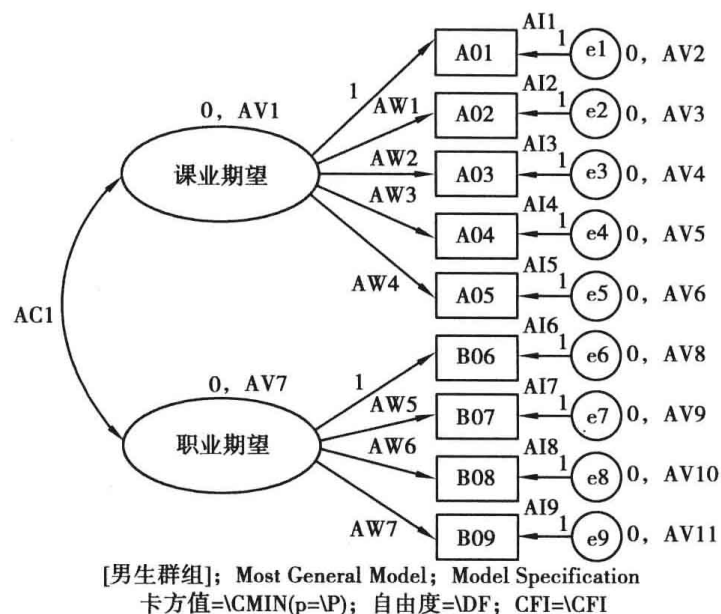 AI1
1
A01
e1
0，AV2
1
AI2
1
A02
e2
0，AV3
AW1
0，AV1
课业期望
AI3
1
A03
e3
0，AV4
AW2
AI4
1
A04
e4
0，AV5
AW3
AI5
1
A05
e5
0，AV6
AW4
AC1
AI6
1
B06
e6
0，AV8
1
0，AV7
职业期望
AI7
1
B07
e7
0，AV9
AW5
AI8
1
B08
e8
0，AV10
AW6
AI9
1
B09
e9
0，AV11
AW7
[男生群组]；Most General Model；Model Specification
卡方值=\CMIN(p=\P)；自由度=\DF；CFI=\CFI